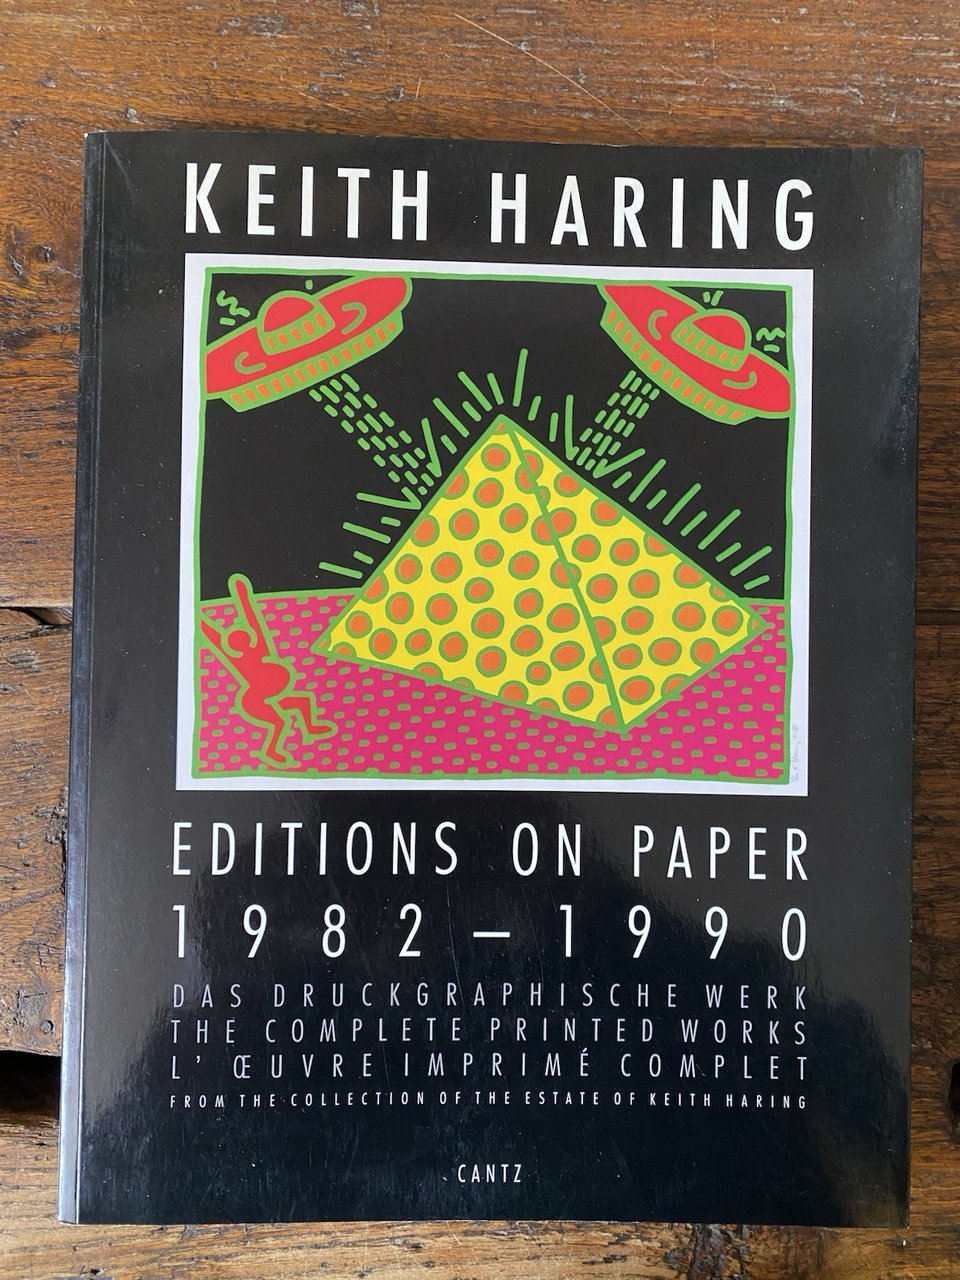 KEITH HARING
EDITIONS ON PAPER
1982–1990
DAS DRUCKGRAPHISCHE WERK
THE COMPLETE PRINTED WORKS
L' ŒUVRE IMPRIMÉ COMPLET
FROM THE COLLECTION OF THE ESTATE OF KEITH HARING
CANTZ